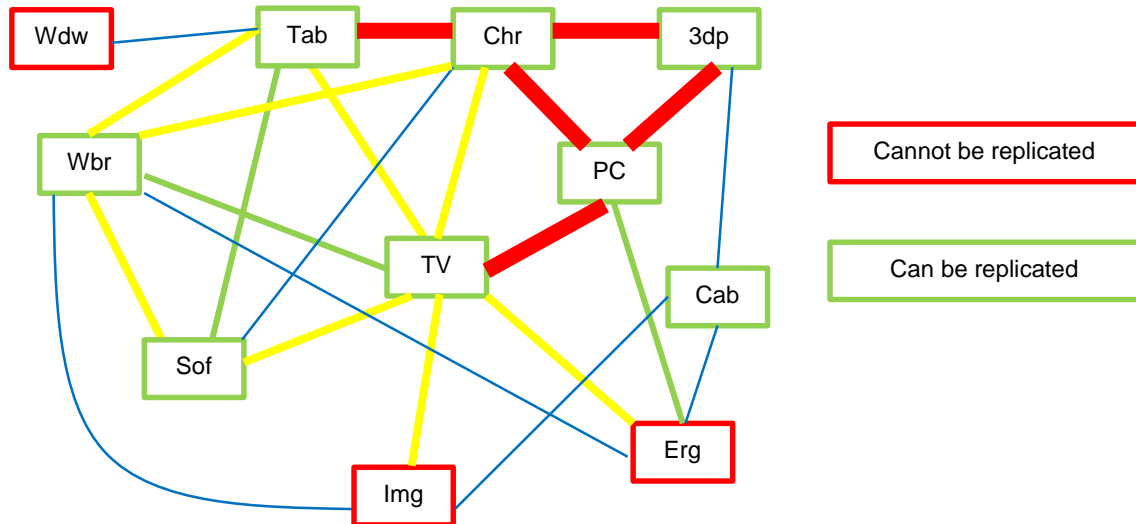 Wdw
Tab
Chr
3dp
Wbr
PC
Cannot be replicated
TV
Cab
Can be replicated
Sof
Erg
Img